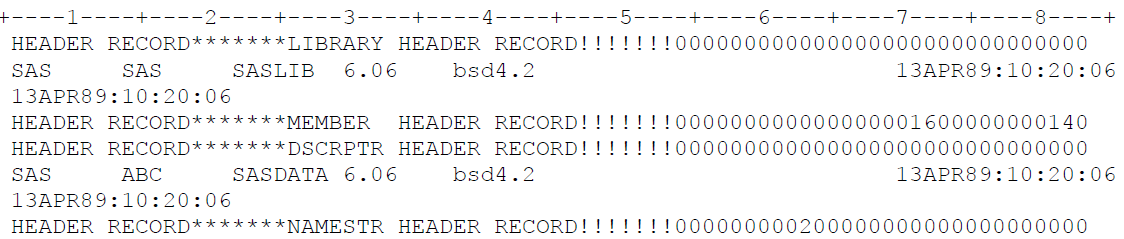 +----1----+----2----+----3----+----4----+----5----+----6----+----7----+----8----+
HEADER RECORD*******LIBRARY HEADER RECORD!!!!!!!000000000000000000000000000000
SAS     SAS     SASLIB  6.06    bsd4.2                          13APR89:10:20:06
13APR89:10:20:06
HEADER RECORD*******MEMBER  HEADER RECORD!!!!!!!000000000000000001600000000140
HEADER RECORD*******DSCRPTR HEADER RECORD!!!!!!!000000000000000000000000000000
SAS     ABC     SASDATA 6.06    bsd4.2                          13APR89:10:20:06
13APR89:10:20:06
HEADER RECORD*******NAMESTR HEADER RECORD!!!!!!!000000000200000000000000000000